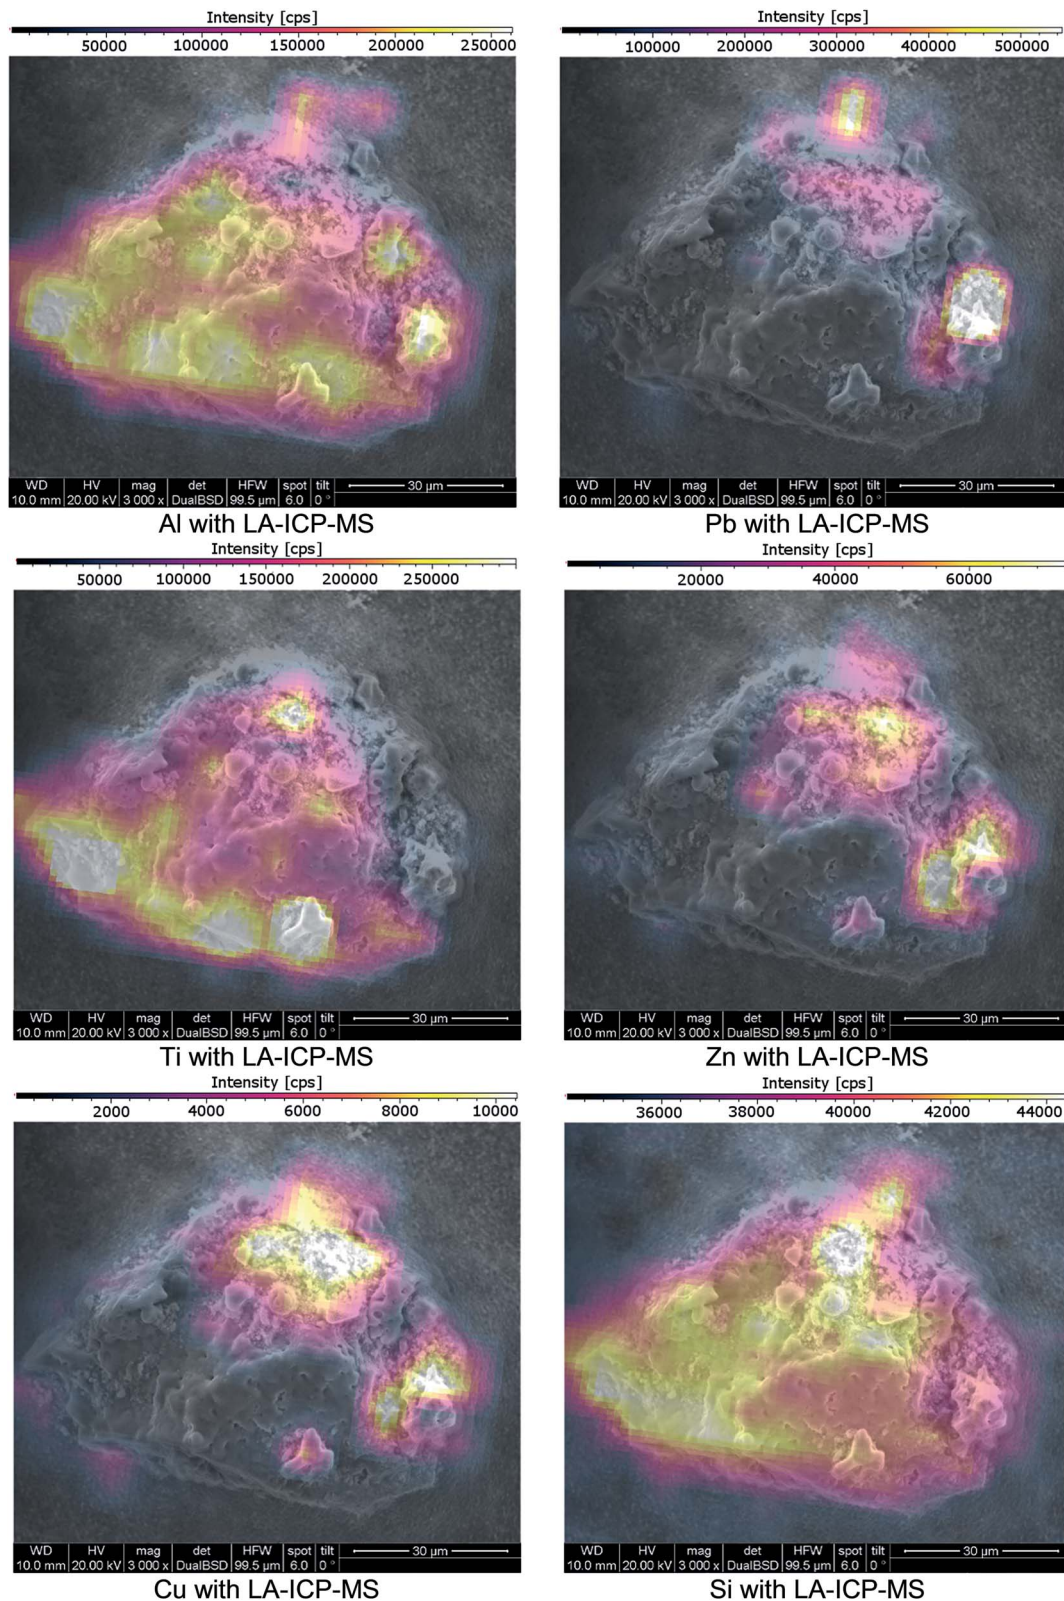 Intensity [cps]
50000 100000 150000 200000 250000
WD HV mag det HFW spot tilt
10.0 mm 20.00 kV 3 000 x DualBSD 99.5 µm 6.0 0 ° 30 µm
Al with LA-ICP-MS
Intensity [cps]
100000 200000 300000 400000 500000
WD HV mag det HFW spot tilt
10.0 mm 20.00 kV 3 000 x DualBSD 99.5 µm 6.0 0 ° 30 µm
Pb with LA-ICP-MS
Intensity [cps]
50000 100000 150000 200000 250000
WD HV mag det HFW spot tilt
10.0 mm 20.00 kV 3 000 x DualBSD 99.5 µm 6.0 0 ° 30 µm
Ti with LA-ICP-MS
Intensity [cps]
20000 40000 60000
WD HV mag det HFW spot tilt
10.0 mm 20.00 kV 3 000 x DualBSD 99.5 µm 6.0 0 ° 30 µm
Zn with LA-ICP-MS
Intensity [cps]
2000 4000 6000 8000 10000
WD HV mag det HFW spot tilt
10.0 mm 20.00 kV 3 000 x DualBSD 99.5 µm 6.0 0 ° 30 µm
Cu with LA-ICP-MS
Intensity [cps]
36000 38000 40000 42000 44000
WD HV mag det HFW spot tilt
10.0 mm 20.00 kV 3 000 x DualBSD 99.5 µm 6.0 0 ° 30 µm
Si with LA-ICP-MS